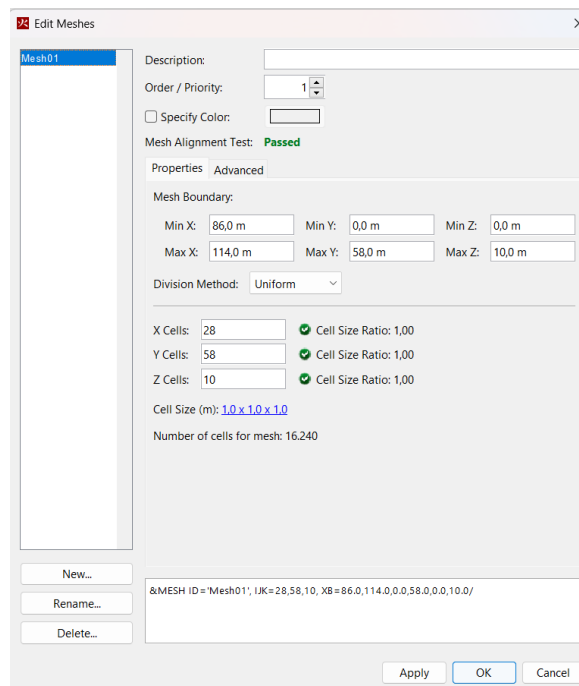 火 Edit Meshes
Mesh01
Description:
Order / Priority: 1
Specify Color:
Mesh Alignment Test: Passed
Properties Advanced
Mesh Boundary:
Min X: 86,0 m Min Y: 0,0 m Min Z: 0,0 m
Max X: 114,0 m Max Y: 58,0 m Max Z: 10,0 m
Division Method: Uniform
X Cells: 28 Cell Size Ratio: 1,00
Y Cells: 58 Cell Size Ratio: 1,00
Z Cells: 10 Cell Size Ratio: 1,00
Cell Size (m): 1,0 x 1,0 x 1,0
Number of cells for mesh: 16.240
New...
Rename...
Delete...
&MESH ID='Mesh01', IJK=28,58,10, XB=86.0,114.0,0.0,58.0,0.0,10.0/
Apply OK Cancel